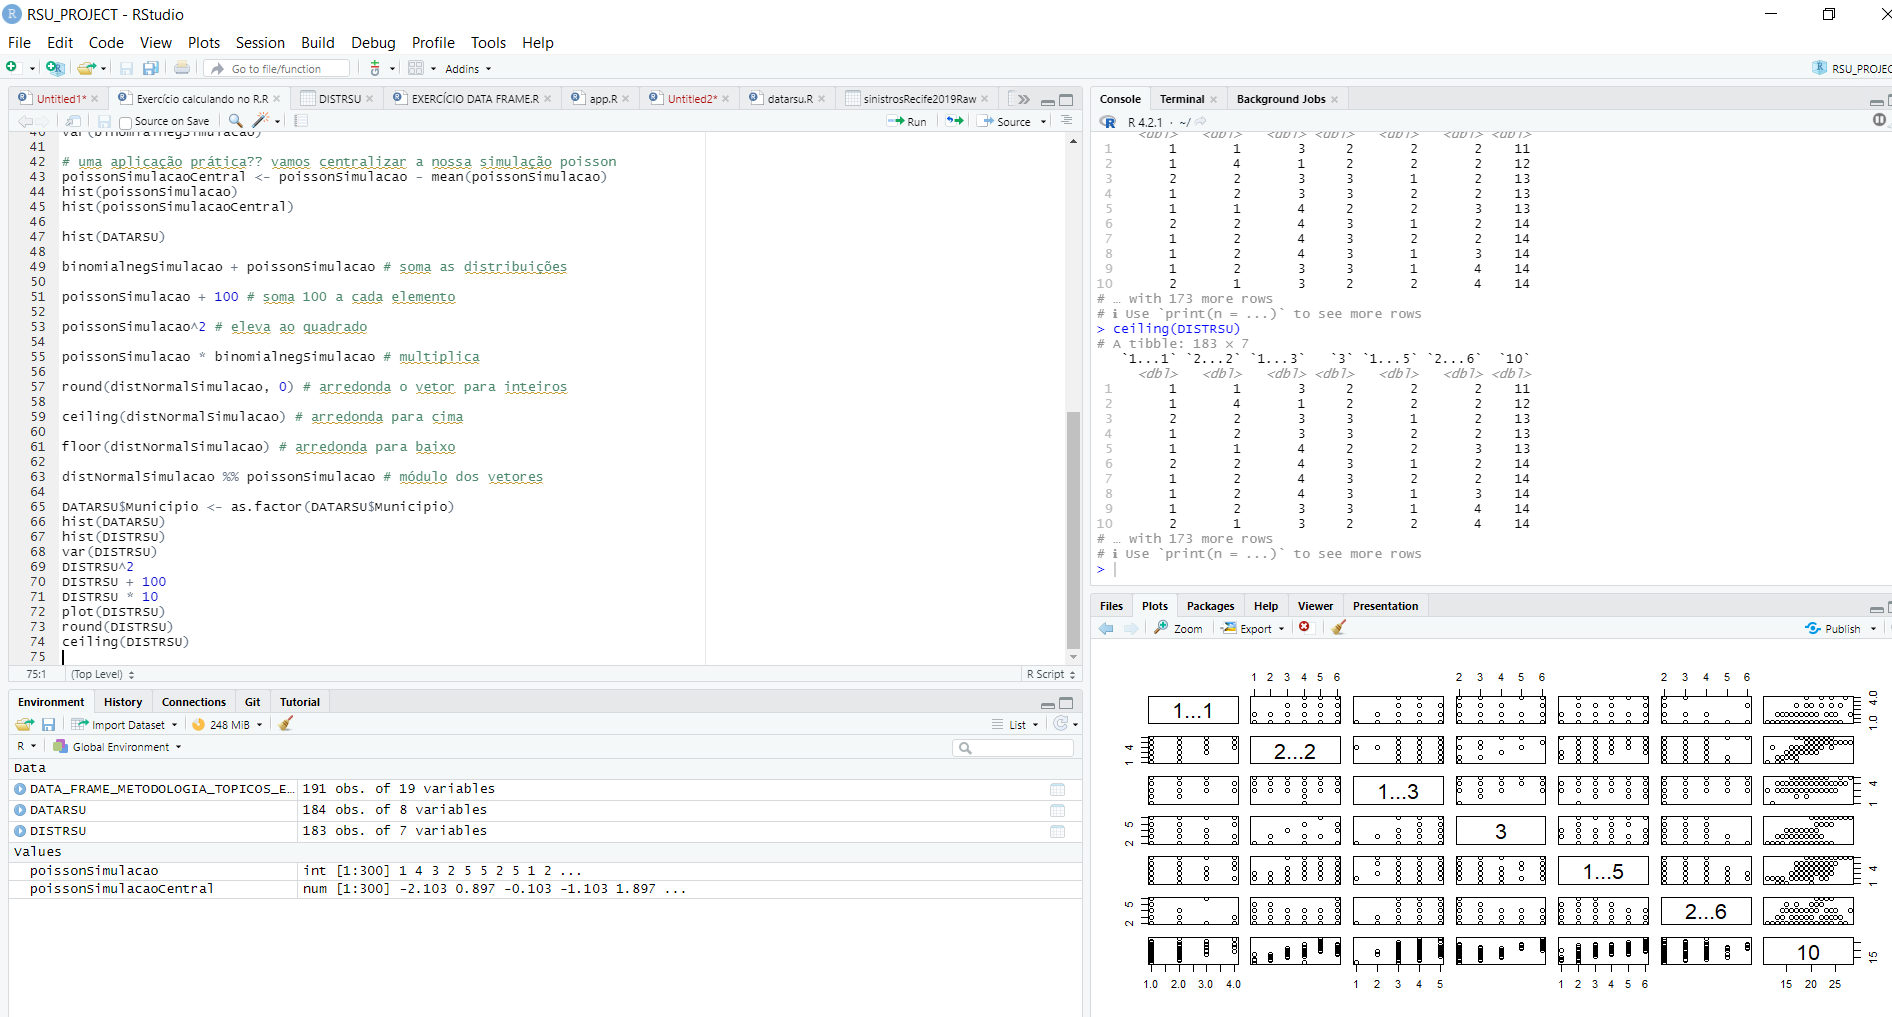 RSU_PROJECT - RStudio
File Edit Code View Plots Session Build Debug Profile Tools Help
Go to file/function Addins RSU_PROJEC
Untitled1* Exercício calculando no R.R DISTRSU EXERCÍCIO DATA FRAME.R app.R Untitled2* datarsu.R sinistrosRecife2019Raw
Source on Save Run Source
40 var(binomialnegSimulacao)
41
42 # uma aplicação prática?? vamos centralizar a nossa simulação poisson
43 poissonSimulacaoCentral <- poissonSimulacao - mean(poissonSimulacao)
44 hist(poissonSimulacao)
45 hist(poissonSimulacaoCentral)
46
47 hist(DATARSU)
48
49 binomialnegSimulacao + poissonSimulacao # soma as distribuições
50
51 poissonSimulacao + 100 # soma 100 a cada elemento
52
53 poissonSimulacao^2 # eleva ao quadrado
54
55 poissonSimulacao * binomialnegSimulacao # multiplica
56
57 round(distNormalSimulacao, 0) # arredonda o vetor para inteiros
58
59 ceiling(distNormalSimulacao) # arredonda para cima
60
61 floor(distNormalSimulacao) # arredonda para baixo
62
63 distNormalSimulacao %% poissonSimulacao # módulo dos vetores
64
65 DATARSU$Municipio <- as.factor(DATARSU$Municipio)
66 hist(DATARSU)
67 hist(DISTRSU)
68 var(DISTRSU)
69 DISTRSU^2
70 DISTRSU + 100
71 DISTRSU * 10
72 plot(DISTRSU)
73 round(DISTRSU)
74 ceiling(DISTRSU)
75
75:1 (Top Level) R Script
Environment History Connections Git Tutorial
Import Dataset 248 MiB List
R Global Environment
Data
DATA_FRAME_METODOLOGIA_TOPICOS_E... 191 obs. of 19 variables
DATARSU 184 obs. of 8 variables
DISTRSU 183 obs. of 7 variables
Values
poissonSimulacao int [1:300] 1 4 3 2 5 5 2 5 1 2 ...
poissonSimulacaoCentral num [1:300] -2.103 0.897 -0.103 -1.103 1.897 ...
Console Terminal Background Jobs
R 4.2.1 · ~/
<dbl> <dbl> <dbl> <dbl> <dbl> <dbl> <dbl>
1 1 1 3 2 2 2 11
2 1 4 1 2 2 2 12
3 2 2 3 3 1 2 13
4 1 2 3 3 2 2 13
5 1 1 4 2 2 3 13
6 2 2 4 3 1 2 14
7 1 2 4 3 2 2 14
8 1 2 4 3 1 3 14
9 1 2 3 3 1 4 14
10 2 1 3 2 2 4 14
# … with 173 more rows
# ℹ Use `print(n = ...)` to see more rows
> ceiling(DISTRSU)
# A tibble: 183 × 7
`1...1` `2...2` `1...3` `3` `1...5` `2...6` `10`
<dbl> <dbl> <dbl> <dbl> <dbl> <dbl> <dbl>
1 1 1 3 2 2 2 11
2 1 4 1 2 2 2 12
3 2 2 3 3 1 2 13
4 1 2 3 3 2 2 13
5 1 1 4 2 2 3 13
6 2 2 4 3 1 2 14
7 1 2 4 3 2 2 14
8 1 2 4 3 1 3 14
9 1 2 3 3 1 4 14
10 2 1 3 2 2 4 14
# … with 173 more rows
# ℹ Use `print(n = ...)` to see more rows
>
Files Plots Packages Help Viewer Presentation
Zoom Export Publish
1 2 3 4 5 6 2 3 4 5 6 2 3 4 5 6
1...1 1.0 4.0
1 4 2...2
1...3 1 4
2 5 3
1...5 1 4
2 5 2...6
10 15
1.0 2.0 3.0 4.0 1 2 3 4 5 1 2 3 4 5 6 15 20 25